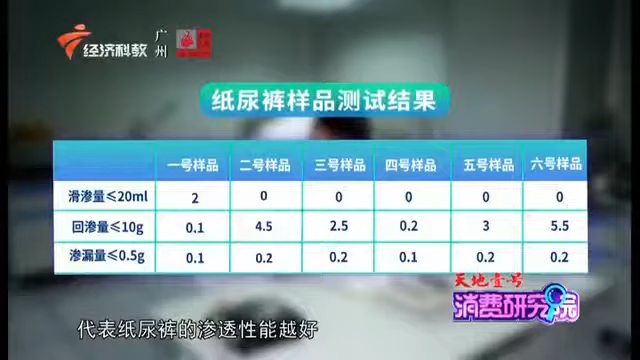 经济科教
广州
纸尿裤样品测试结果
一号样品 二号样品 三号样品 四号样品 五号样品 六号样品
滑渗量≤20ml 2 0 0 0 0 0
回渗量≤10g 0.1 4.5 2.5 0.2 3 5.5
渗漏量≤0.5g 0.1 0.2 0.2 0.1 0.2 0.2
天地壹号
消费研究院
代表纸尿裤的渗透性能越好